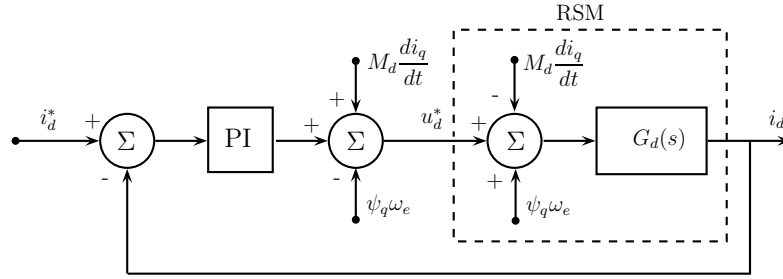 RSM
M_d di_q/dt
M_d di_q/dt
i_d^*
+
Σ
-
PI
+
+
Σ
-
u_d^*
-
+
Σ
+
G_d(s)
i_d
ψ_q ω_e
ψ_q ω_e